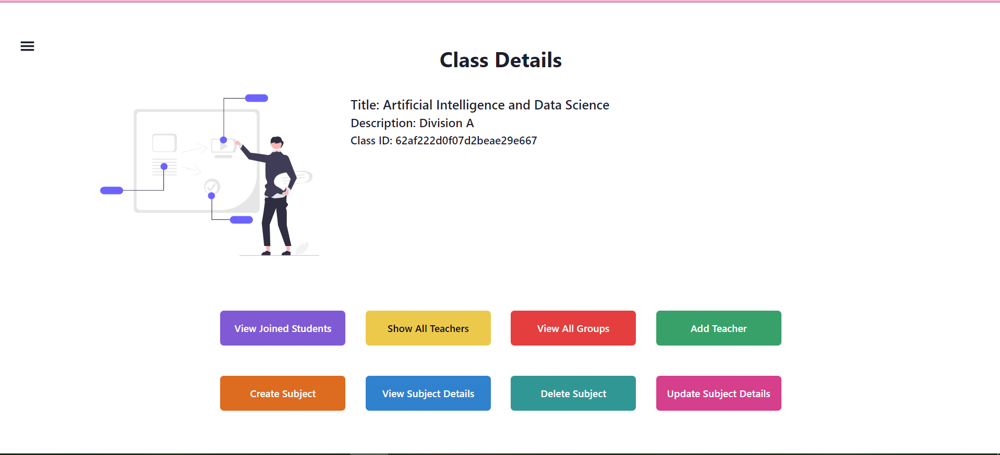 Class Details
Title: Artificial Intelligence and Data Science
Description: Division A
Class ID: 62af222d0f07d2beae29e667
View Joined Students
Show All Teachers
View All Groups
Add Teacher
Create Subject
View Subject Details
Delete Subject
Update Subject Details